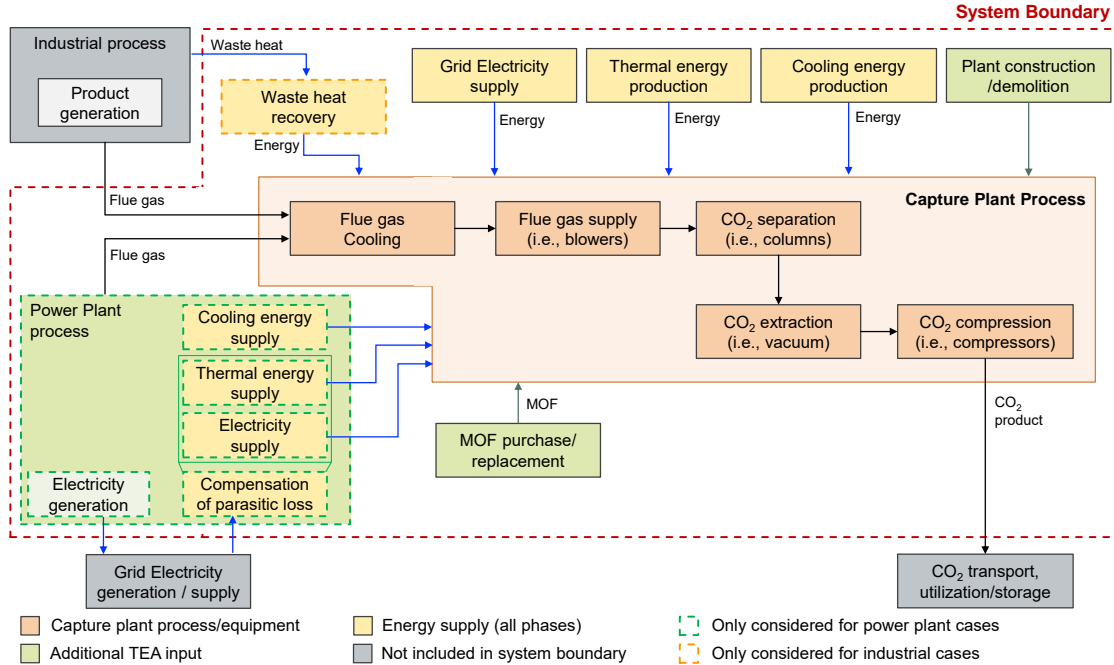 System Boundary
Industrial process
Product
generation
Waste heat
Waste heat
recovery
Energy
Grid Electricity
supply
Energy
Thermal energy
production
Energy
Cooling energy
production
Energy
Plant construction
/demolition
Capture Plant Process
Flue gas
Flue gas
Flue gas
Cooling
Flue gas supply
(i.e., blowers)
CO2 separation
(i.e., columns)
CO2 extraction
(i.e., vacuum)
CO2 compression
(i.e., compressors)
Power Plant
process
Cooling energy
supply
Thermal energy
supply
Electricity
supply
Electricity
generation
Compensation
of parasitic loss
MOF
MOF purchase/
replacement
CO2
product
Grid Electricity
generation / supply
CO2 transport,
utilization/storage
Capture plant process/equipment
Energy supply (all phases)
Only considered for power plant cases
Additional TEA input
Not included in system boundary
Only considered for industrial cases